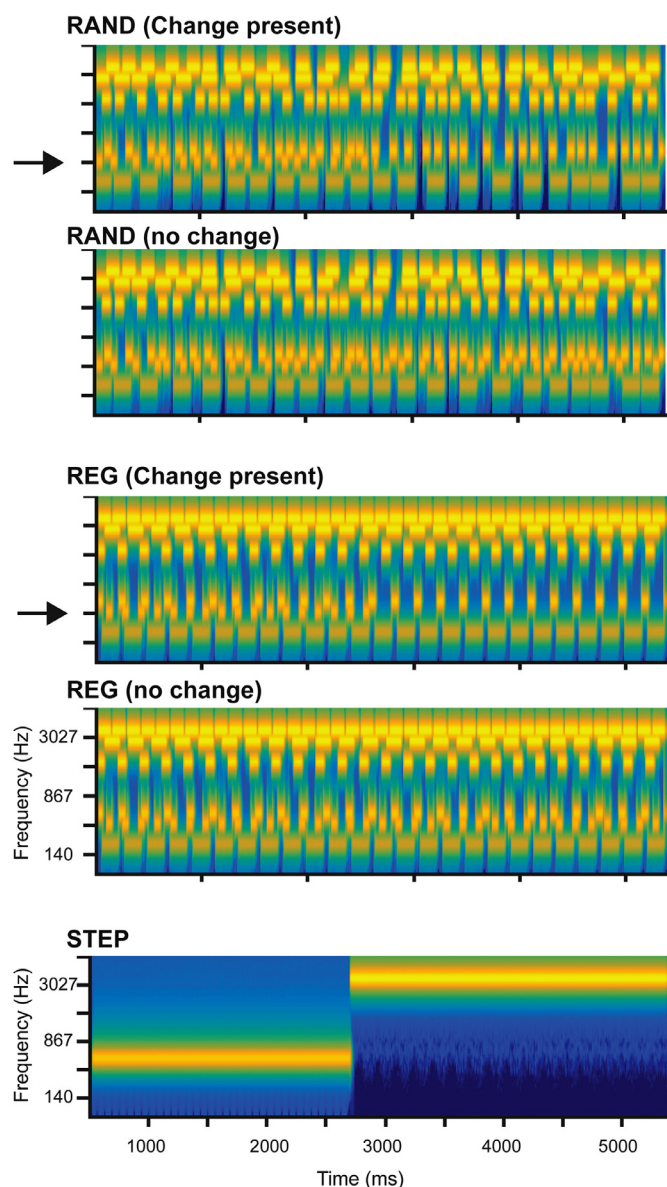 RAND (Change present)
RAND (no change)
REG (Change present)
REG (no change)
Frequency (Hz)
3027
867
140
STEP
Frequency (Hz)
3027
867
140
1000 2000 3000 4000 5000
Time (ms)